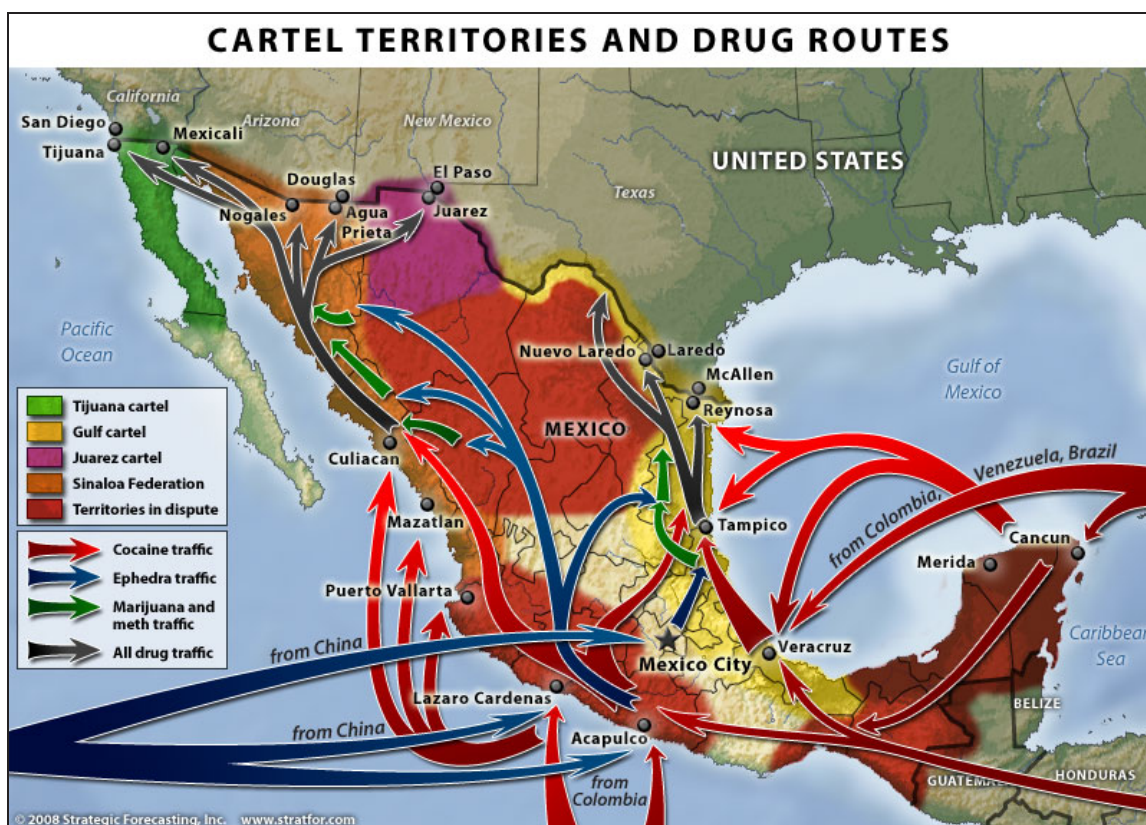 CARTEL TERRITORIES AND DRUG ROUTES
California
San Diego
Mexicali
Arizona
New Mexico
Tijuana
UNITED STATES
Douglas
El Paso
Texas
Nogales
Agua
Prieta
Juarez
Pacific
Ocean
Nuevo Laredo
Laredo
Gulf of
Mexico
McAllen
Reynosa
Tijuana cartel
Gulf cartel
Juarez cartel
Sinaloa Federation
Territories in dispute
MEXICO
Culiacan
Venezuela, Brazil
from Colombia,
Mazatlan
Tampico
Cancun
Merida
Cocaine traffic
Ephedra traffic
Marijuana and
meth traffic
All drug traffic
Puerto Vallarta
from China
Mexico City
Veracruz
Caribbean
Sea
Lazaro Cardenas
BELIZE
from China
Acapulco
from
Colombia
GUATEMALA
HONDURAS
© 2008 Strategic Forecasting, Inc. www.stratfor.com